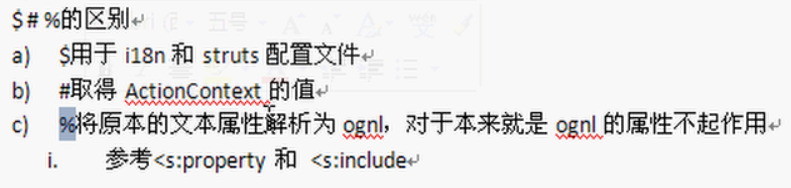 $ # %的区别
a) $用于 i18n 和 struts 配置文件
b) #取得 ActionContext 的值
c) %将原本的文本属性解析为 ognl，对于本来就是 ognl 的属性不起作用
i. 参考<s:property 和 <s:include